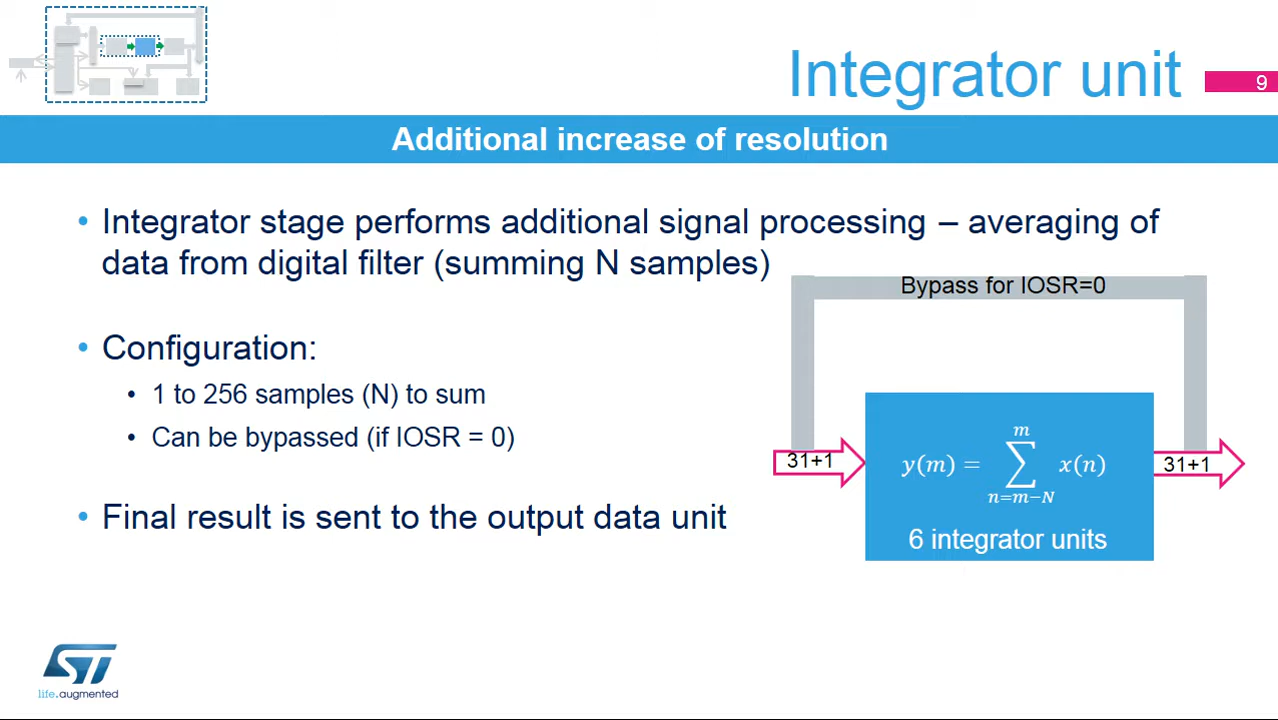 Integrator unit
9
Additional increase of resolution
• Integrator stage performs additional signal processing – averaging of
data from digital filter (summing N samples)
Bypass for IOSR=0
• Configuration:
• 1 to 256 samples (N) to sum
• Can be bypassed (if IOSR = 0)
31+1
y(m) = ∑_{n=m−N}^{m} x(n)
31+1
6 integrator units
• Final result is sent to the output data unit
ST
life.augmented